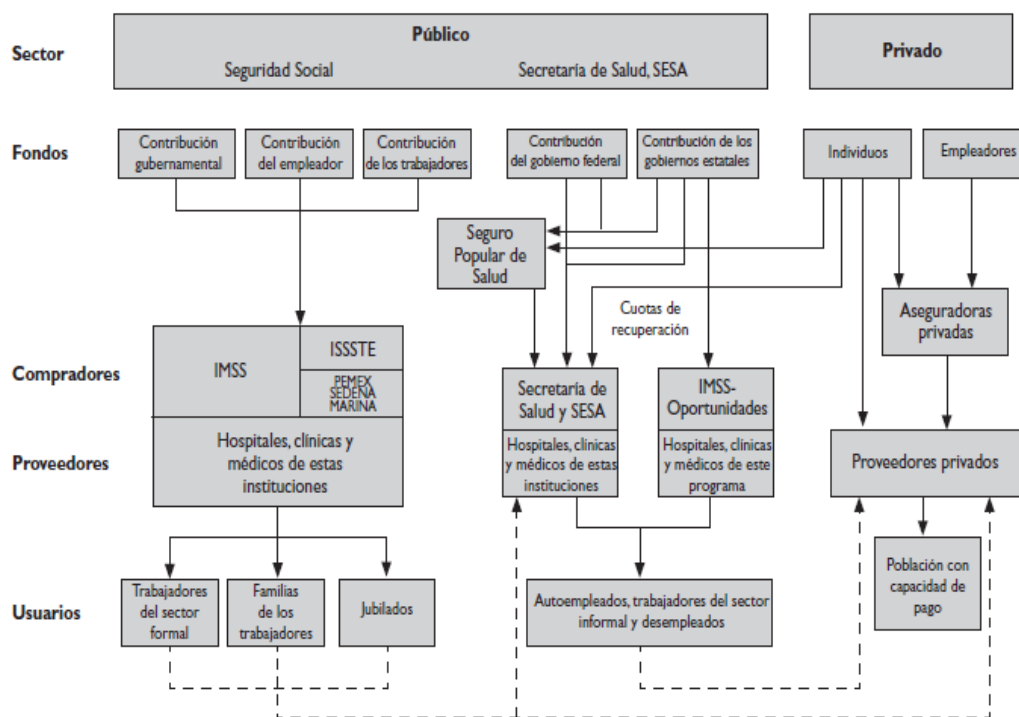 Sector
Público
Seguridad Social
Secretaría de Salud, SESA
Privado
Fondos
Contribución
gubernamental
Contribución
del empleador
Contribución
de los trabajadores
Contribución
del gobierno federal
Contribución de los
gobiernos estatales
Individuos
Empleadores
Seguro
Popular de
Salud
Cuotas de
recuperación
Aseguradoras
privadas
Compradores
IMSS
ISSSTE
PEMEX
SEDENA
MARINA
Secretaría de
Salud y SESA
IMSS-
Oportunidades
Proveedores
Hospitales, clínicas y
médicos de estas
instituciones
Hospitales, clínicas
y médicos de estas
instituciones
Hospitales, clínicas
y médicos de este
programa
Proveedores privados
Usuarios
Trabajadores
del sector
formal
Familias
de los
trabajadores
Jubilados
Autoempleados, trabajadores del sector
informal y desempleados
Población con
capacidad de
pago